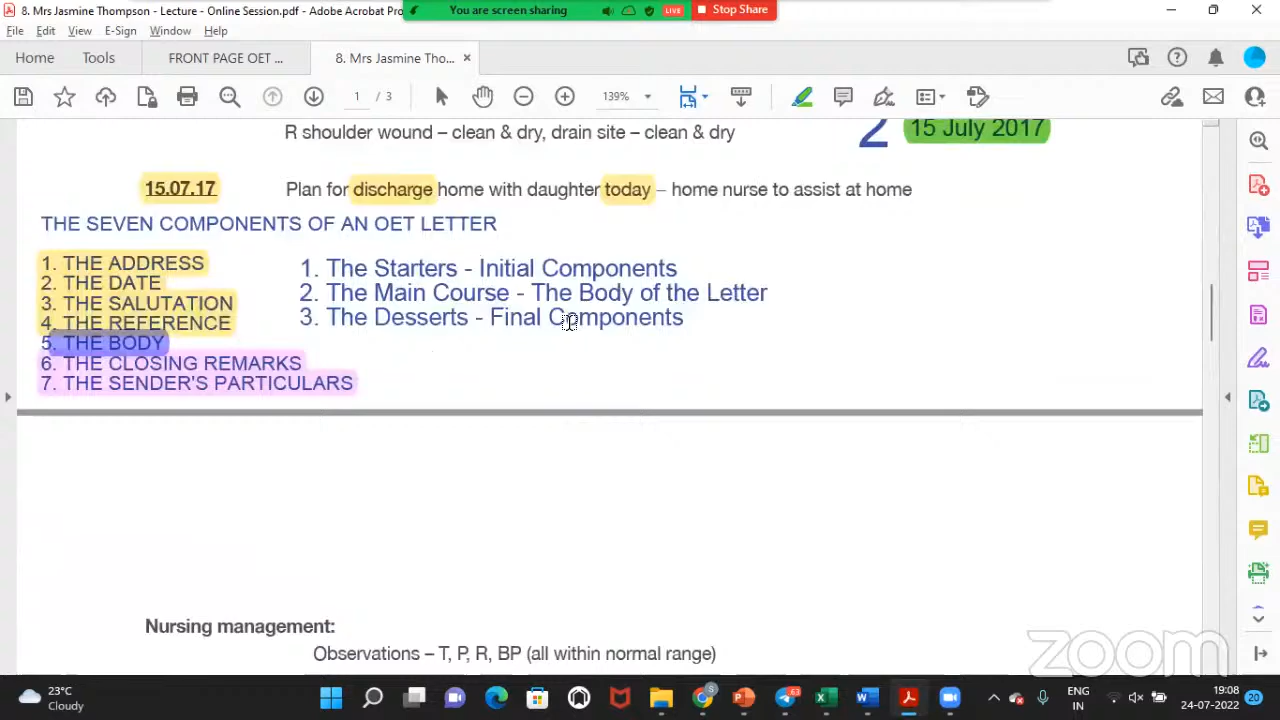 8. Mrs Jasmine Thompson - Lecture - Online Session.pdf - Adobe Acrobat Pro
You are screen sharing
LIVE
Stop Share
File Edit View E-Sign Window Help
Home Tools FRONT PAGE OET ... 8. Mrs Jasmine Tho... ×
1 / 3 139%
R shoulder wound – clean & dry, drain site – clean & dry
2 15 July 2017
15.07.17 Plan for discharge home with daughter today – home nurse to assist at home
THE SEVEN COMPONENTS OF AN OET LETTER
1. THE ADDRESS
2. THE DATE
3. THE SALUTATION
4. THE REFERENCE
5. THE BODY
6. THE CLOSING REMARKS
7. THE SENDER'S PARTICULARS
1. The Starters - Initial Components
2. The Main Course - The Body of the Letter
3. The Desserts - Final Components
Nursing management:
Observations – T, P, R, BP (all within normal range)
zoom
23°C
Cloudy
63
ENG
IN
19:08
24-07-2022
20